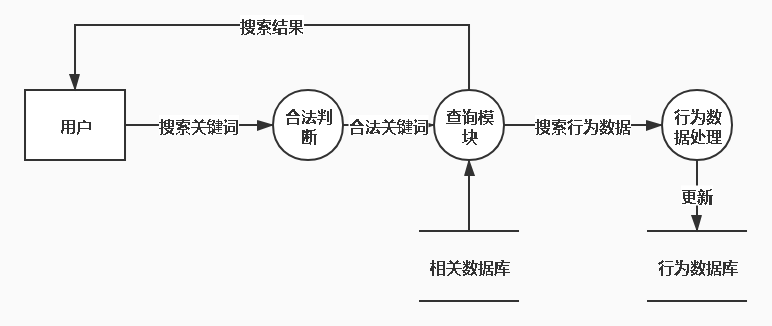 搜索结果
用户
搜索关键词
合法判
断
合法关键词
查询模
块
搜索行为数据
行为数
据处理
更新
相关数据库
行为数据库